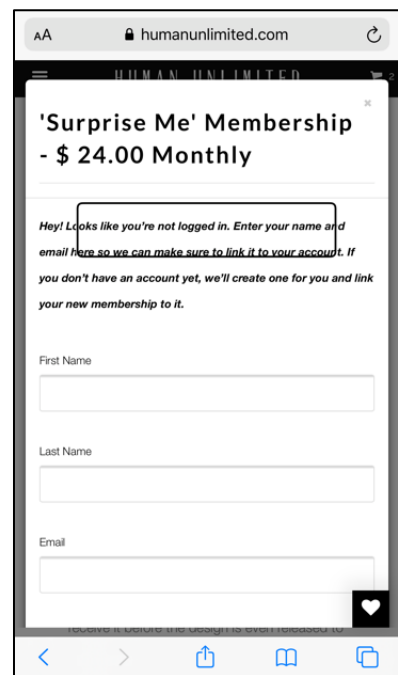 AA humanunlimited.com
HUMAN UNLIMITED 2
×
'Surprise Me' Membership
- $ 24.00 Monthly
Hey! Looks like you're not logged in. Enter your name and
email here so we can make sure to link it to your account. If
you don't have an account yet, we'll create one for you and link
your new membership to it.
First Name
Last Name
Email
receive it before the design is even released to